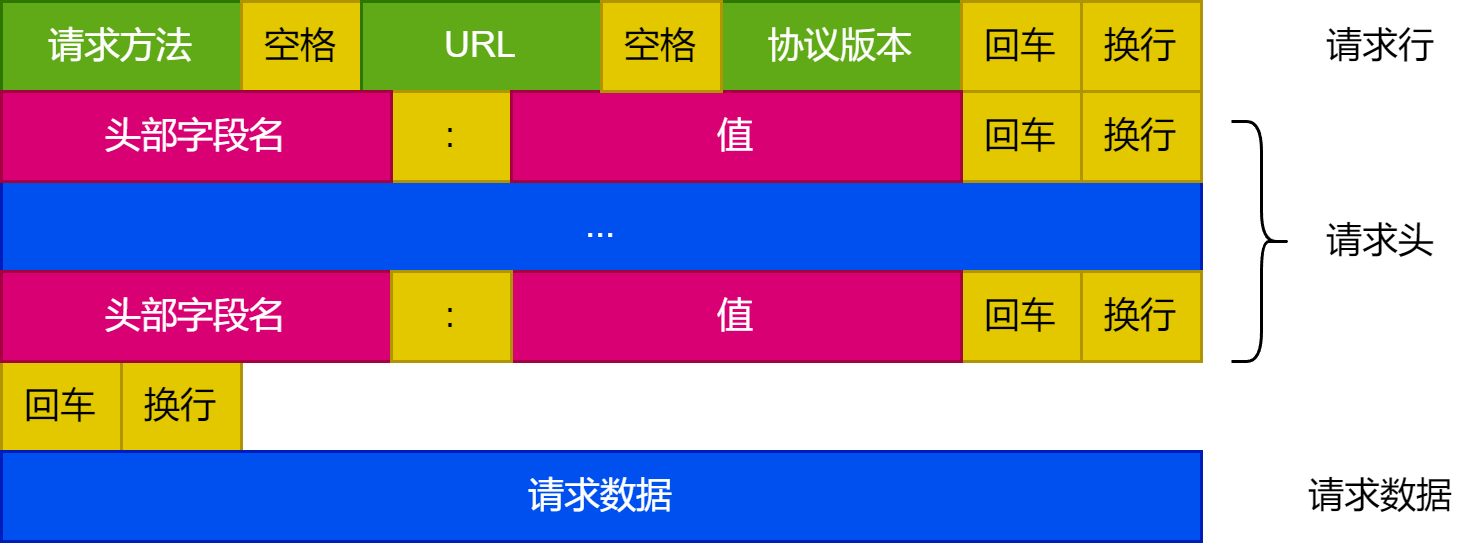 请求方法 空格 URL 空格 协议版本 回车 换行 请求行
头部字段名 : 值 回车 换行
... 请求头
头部字段名 : 值 回车 换行
回车 换行
请求数据 请求数据